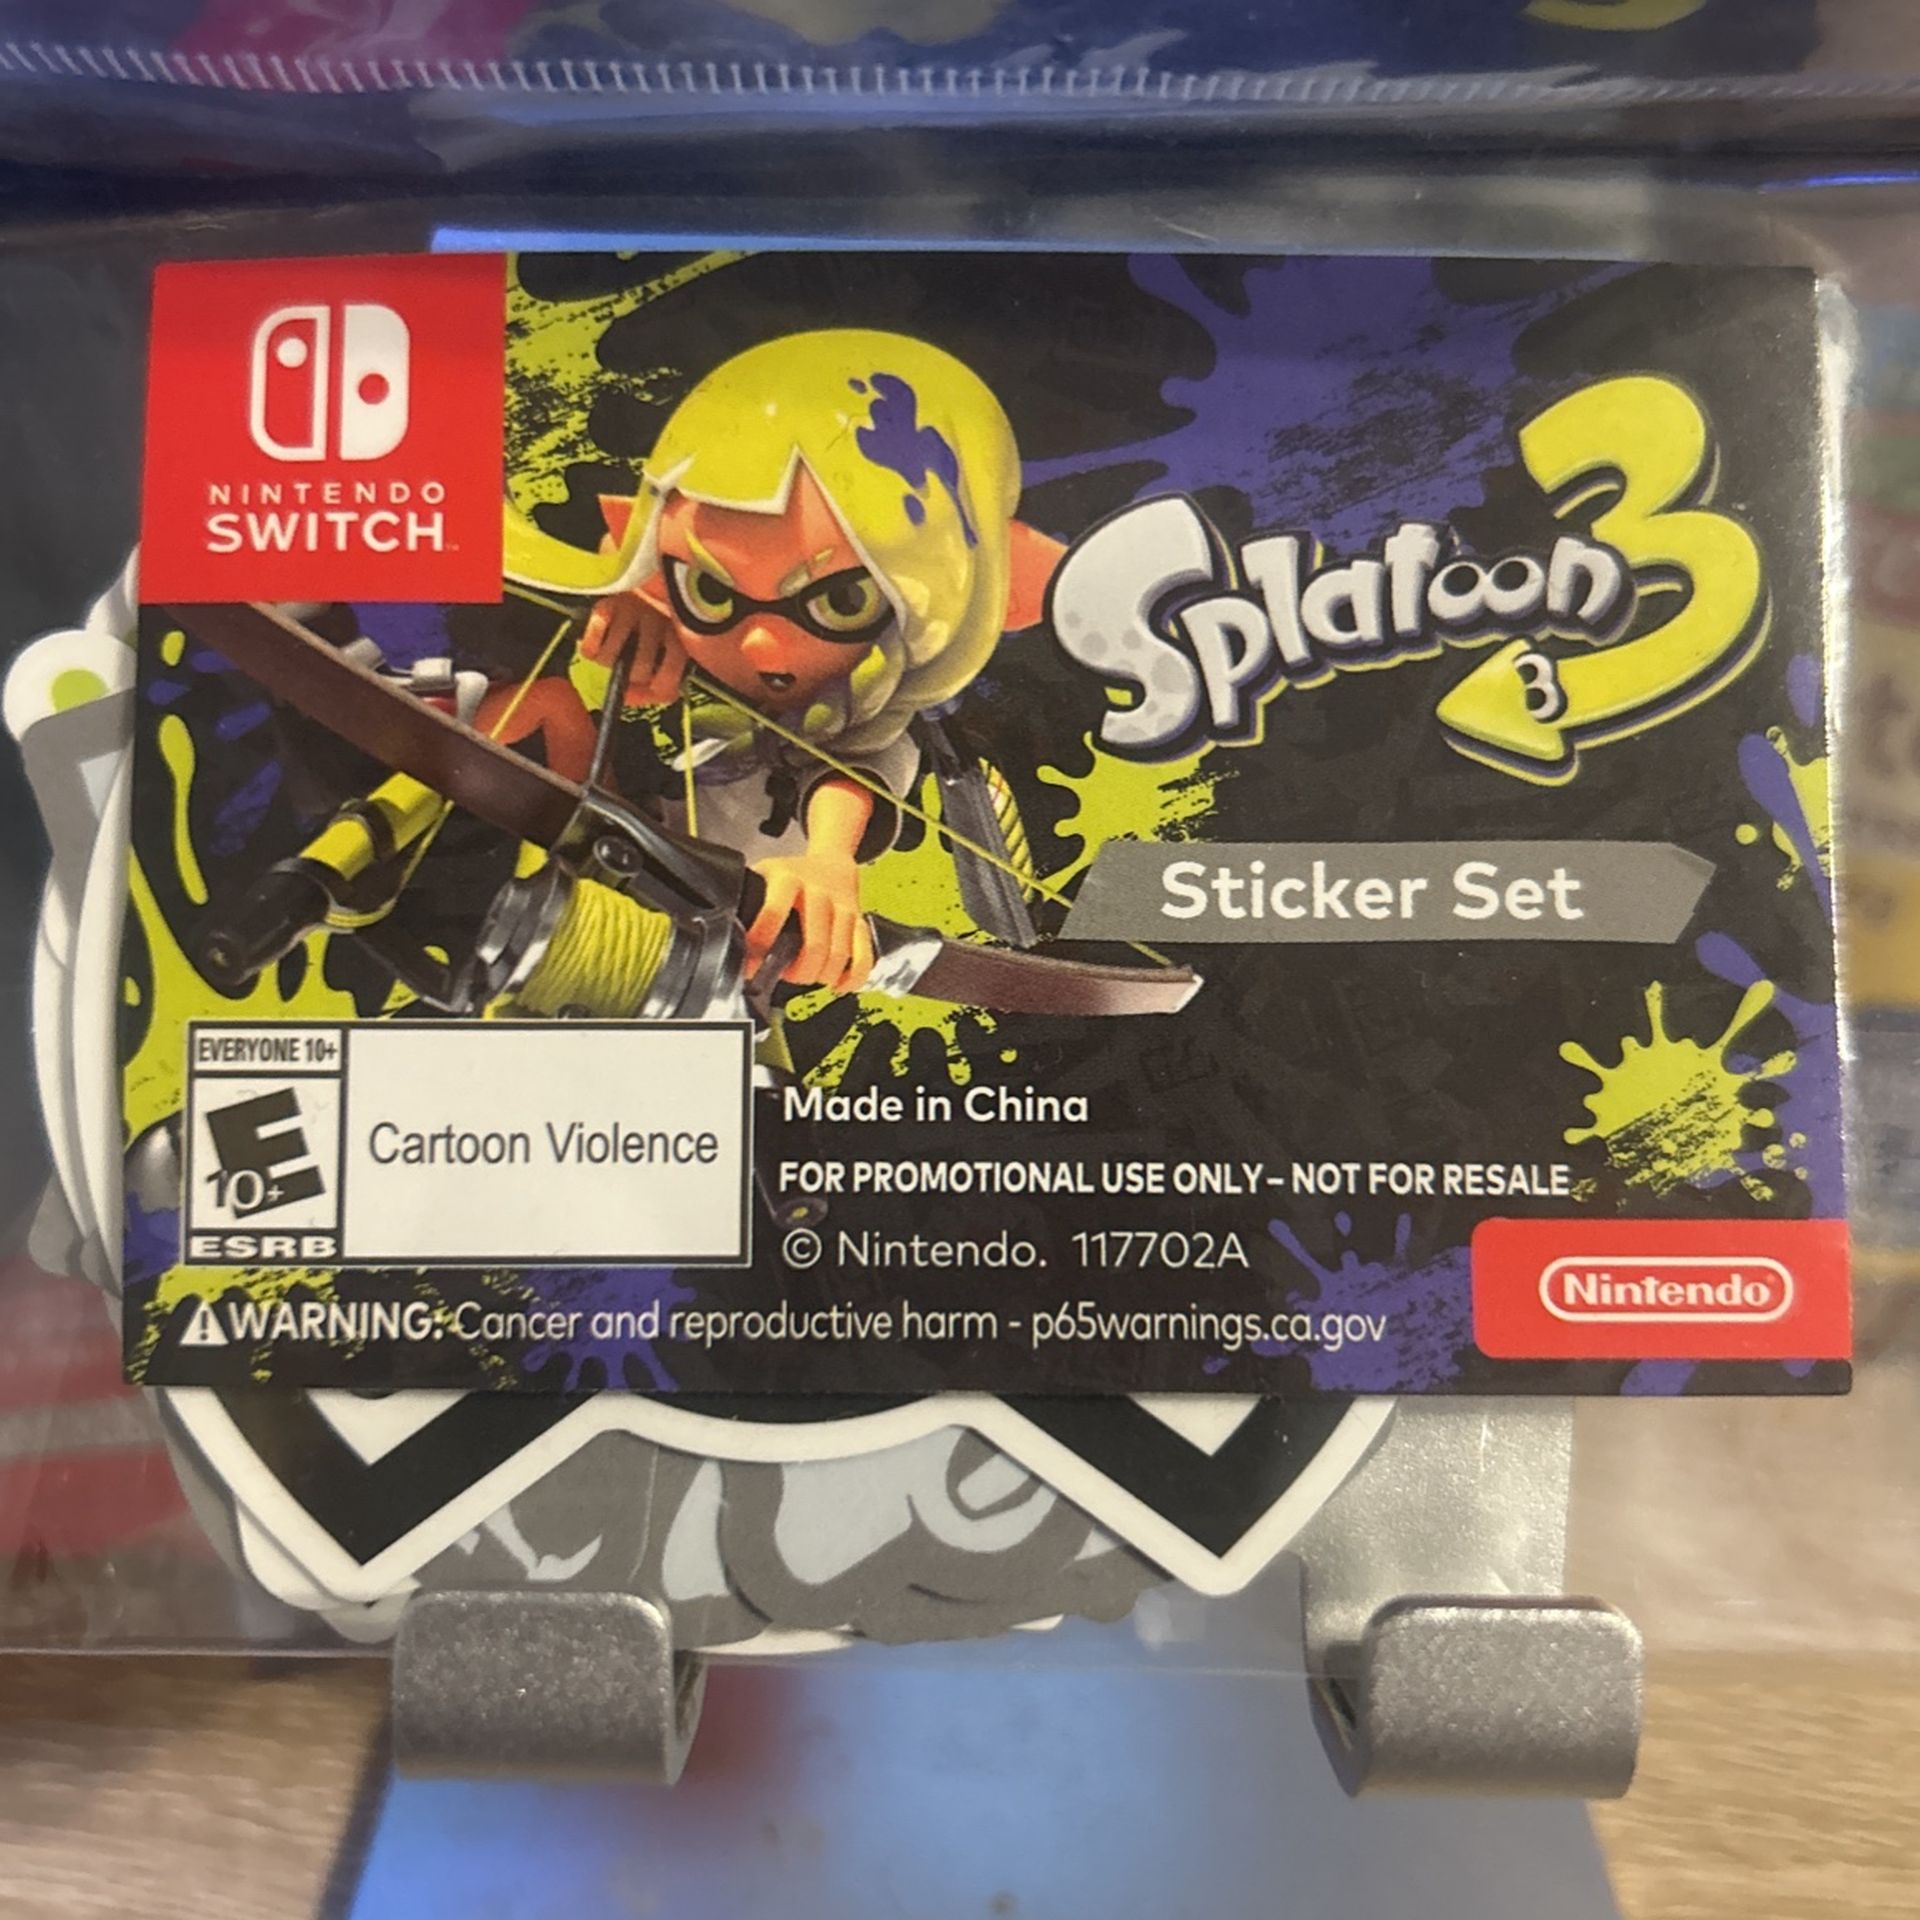 NINTENDO
SWITCH
Splatoon 3
3
Sticker Set
EVERYONE 10+
E
10+
ESRB
Cartoon Violence
Made in China
FOR PROMOTIONAL USE ONLY – NOT FOR RESALE
© Nintendo. 117702A
⚠WARNING: Cancer and reproductive harm - p65warnings.ca.gov
Nintendo